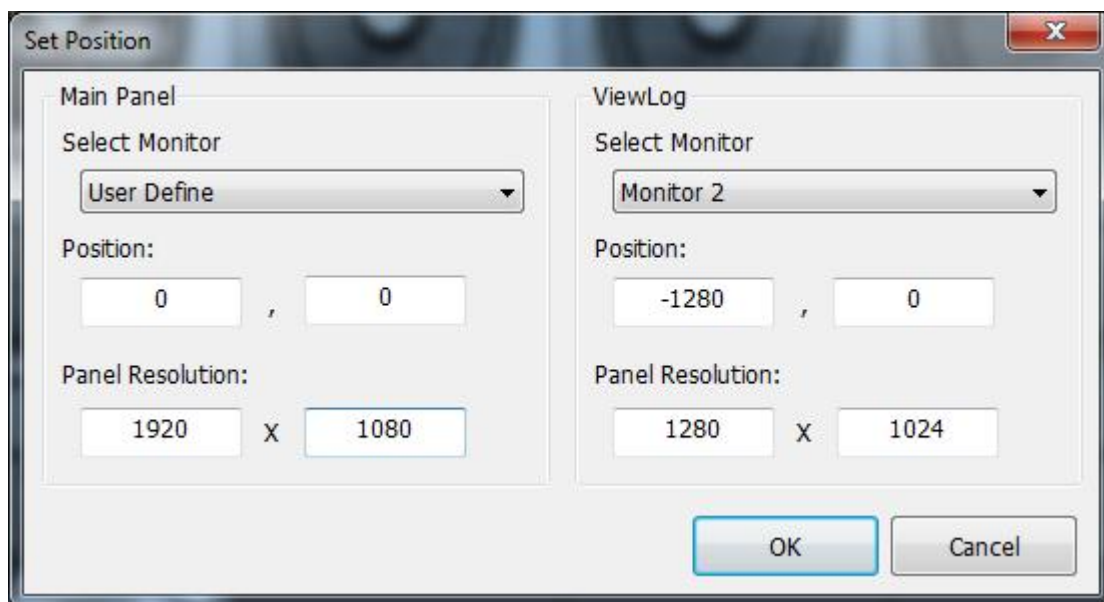 Set Position
Main Panel
Select Monitor
User Define
Position:
0 , 0
Panel Resolution:
1920 X 1080
ViewLog
Select Monitor
Monitor 2
Position:
-1280 , 0
Panel Resolution:
1280 X 1024
OK Cancel